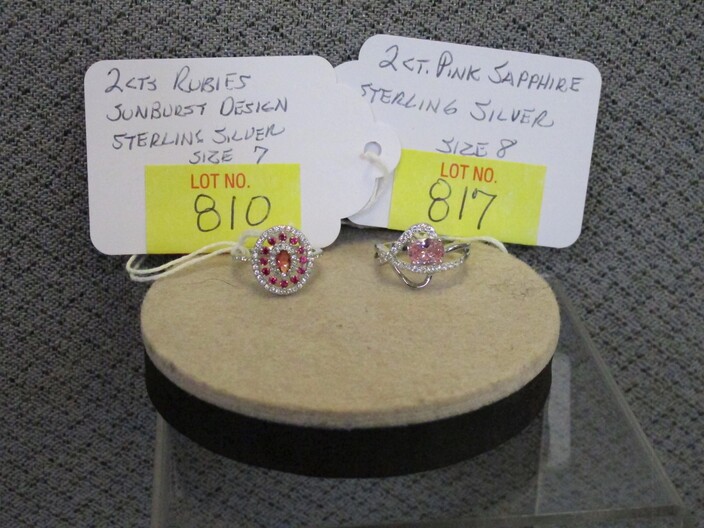 2CTS RUBIES
SUNBURST DESIGN
STERLING SILVER
SIZE 7
LOT NO.
810
2CT. PINK SAPPHIRE
STERLING SILVER
SIZE 8
LOT NO.
817